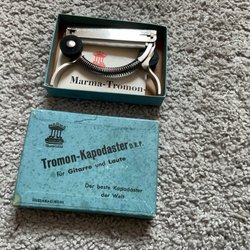 Marma-Tromon-
Tromon-Kapodaster D.R.P.
für Gitarre und Laute
Der beste Kapodaster
der Welt